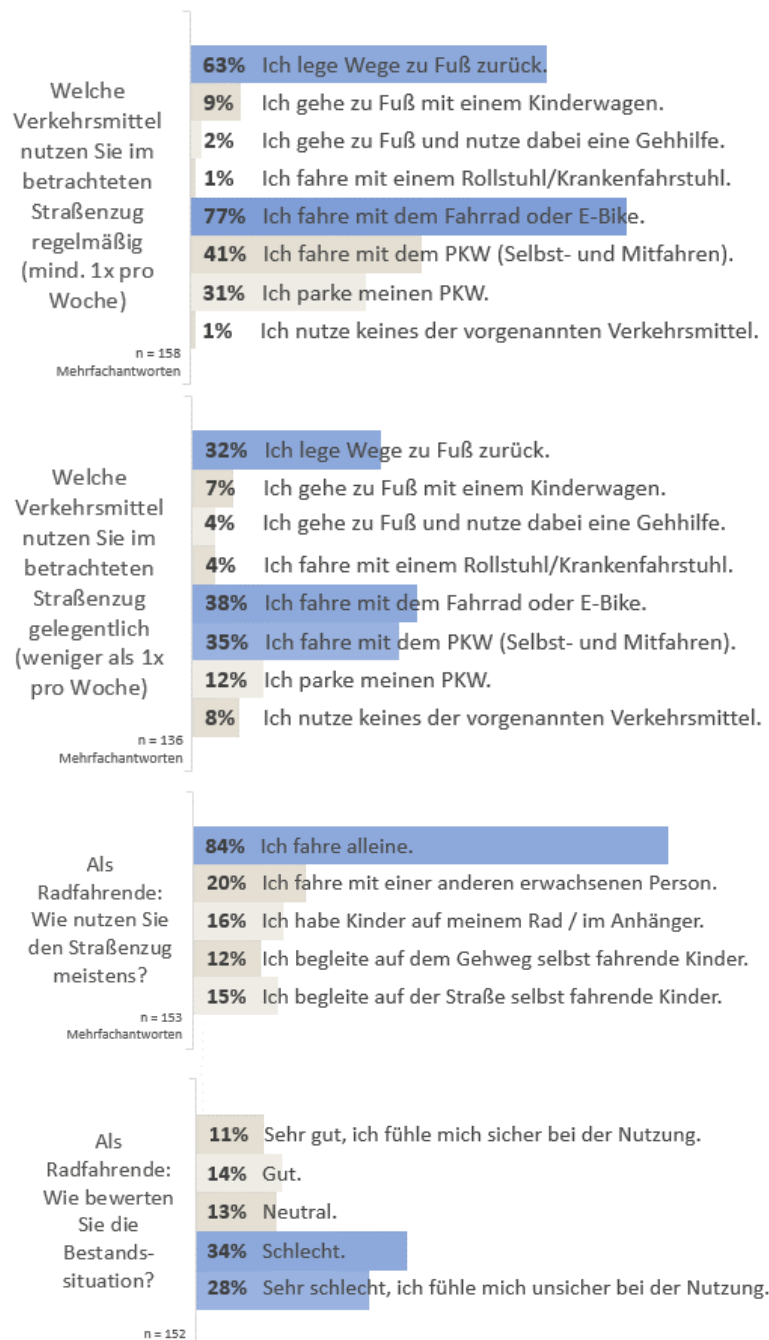 Welche
Verkehrsmittel
nutzen Sie im
betrachteten
Straßenzug
regelmäßig
(mind. 1x pro
Woche)
n = 158
Mehrfachantworten
63% Ich lege Wege zu Fuß zurück.
9% Ich gehe zu Fuß mit einem Kinderwagen.
2% Ich gehe zu Fuß und nutze dabei eine Gehhilfe.
1% Ich fahre mit einem Rollstuhl/Krankenfahrstuhl.
77% Ich fahre mit dem Fahrrad oder E-Bike.
41% Ich fahre mit dem PKW (Selbst- und Mitfahren).
31% Ich parke meinen PKW.
1% Ich nutze keines der vorgenannten Verkehrsmittel.
Welche
Verkehrsmittel
nutzen Sie im
betrachteten
Straßenzug
gelegentlich
(weniger als 1x
pro Woche)
n = 136
Mehrfachantworten
32% Ich lege Wege zu Fuß zurück.
7% Ich gehe zu Fuß mit einem Kinderwagen.
4% Ich gehe zu Fuß und nutze dabei eine Gehhilfe.
4% Ich fahre mit einem Rollstuhl/Krankenfahrstuhl.
38% Ich fahre mit dem Fahrrad oder E-Bike.
35% Ich fahre mit dem PKW (Selbst- und Mitfahren).
12% Ich parke meinen PKW.
8% Ich nutze keines der vorgenannten Verkehrsmittel.
Als
Radfahrende:
Wie nutzen Sie
den Straßenzug
meistens?
n = 153
Mehrfachantworten
84% Ich fahre alleine.
20% Ich fahre mit einer anderen erwachsenen Person.
16% Ich habe Kinder auf meinem Rad / im Anhänger.
12% Ich begleite auf dem Gehweg selbst fahrende Kinder.
15% Ich begleite auf der Straße selbst fahrende Kinder.
Als
Radfahrende:
Wie bewerten
Sie die
Bestands-
situation?
n = 152
11% Sehr gut, ich fühle mich sicher bei der Nutzung.
14% Gut.
13% Neutral.
34% Schlecht.
28% Sehr schlecht, ich fühle mich unsicher bei der Nutzung.